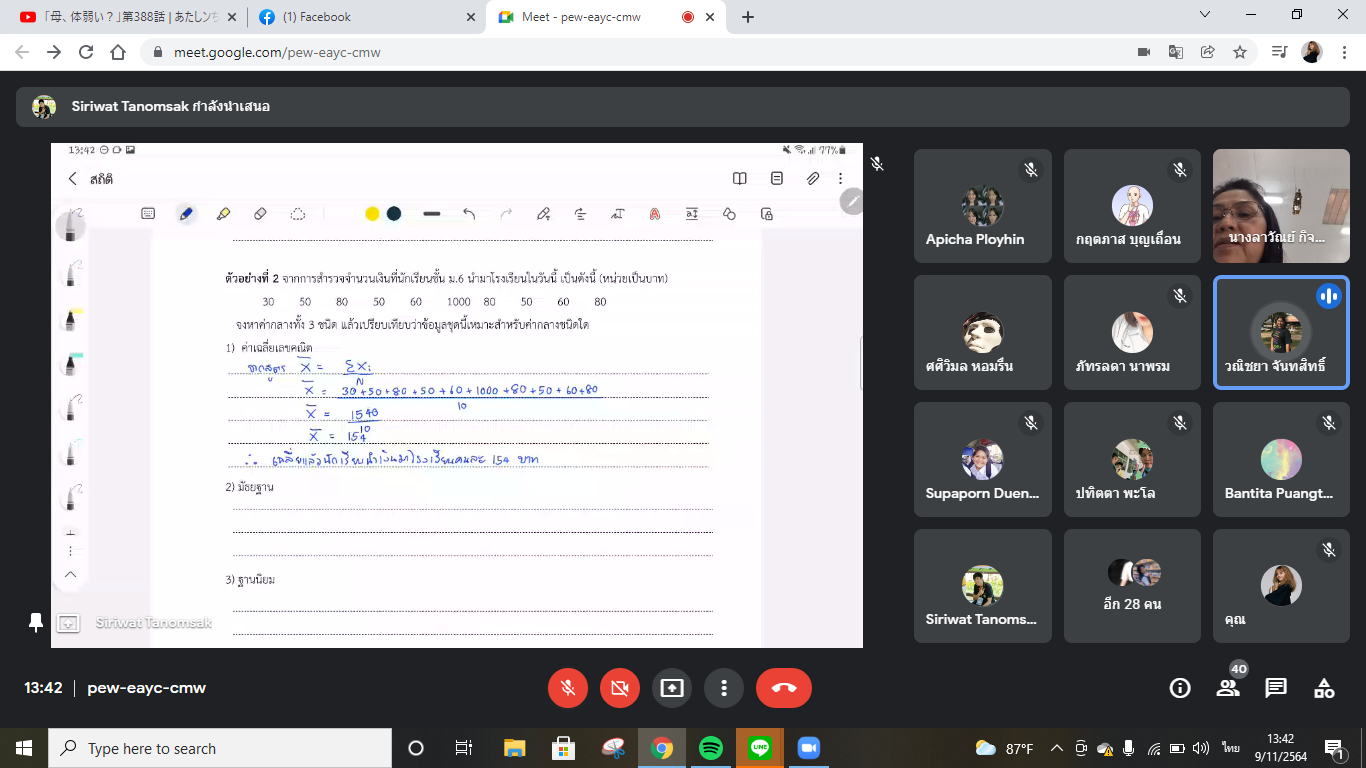 「母、体弱い？」第388話 | あたしンち
(1) Facebook
Meet - pew-eayc-cmw
meet.google.com/pew-eayc-cmw
Siriwat Tanomsak กำลังนำเสนอ
13:42
77%
สถิติ
ตัวอย่างที่ 2 จากการสำรวจจำนวนเงินที่นักเรียนชั้น ม.6 นำมาโรงเรียนในวันนี้ เป็นดังนี้ (หน่วยเป็นบาท)
30 50 80 50 60 1000 80 50 60 80
จงหาค่ากลางทั้ง 3 ชนิด แล้วเปรียบเทียบว่าข้อมูลชุดนี้เหมาะสำหรับค่ากลางชนิดใด
1) ค่าเฉลี่ยเลขคณิต
จากสูตร X̄ = Σxᵢ
N
X̄ = 30+50+80+50+60+1000+80+50+60+80
10
X̄ = 1540
10
X̄ = 154
∴ เฉลี่ยแล้วนักเรียนนำเงินมาโรงเรียนคนละ 154 บาท
2) มัธยฐาน
3) ฐานนิยม
Siriwat Tanomsak
Apicha Ployhin
กฤตภาส บุญเถื่อน
นางลาวัณย์ กิจ...
ศศิวิมล หอมรื่น
ภัทรลดา นาพรม
วณิชยา จันทสิทธิ์
Supaporn Duen...
ปทิตตา พะโล
Bantita Puangt...
Siriwat Tanoms...
อีก 28 คน
คุณ
13:42 | pew-eayc-cmw
40
Type here to search
87°F
ไทย
13:42
9/11/2564
1